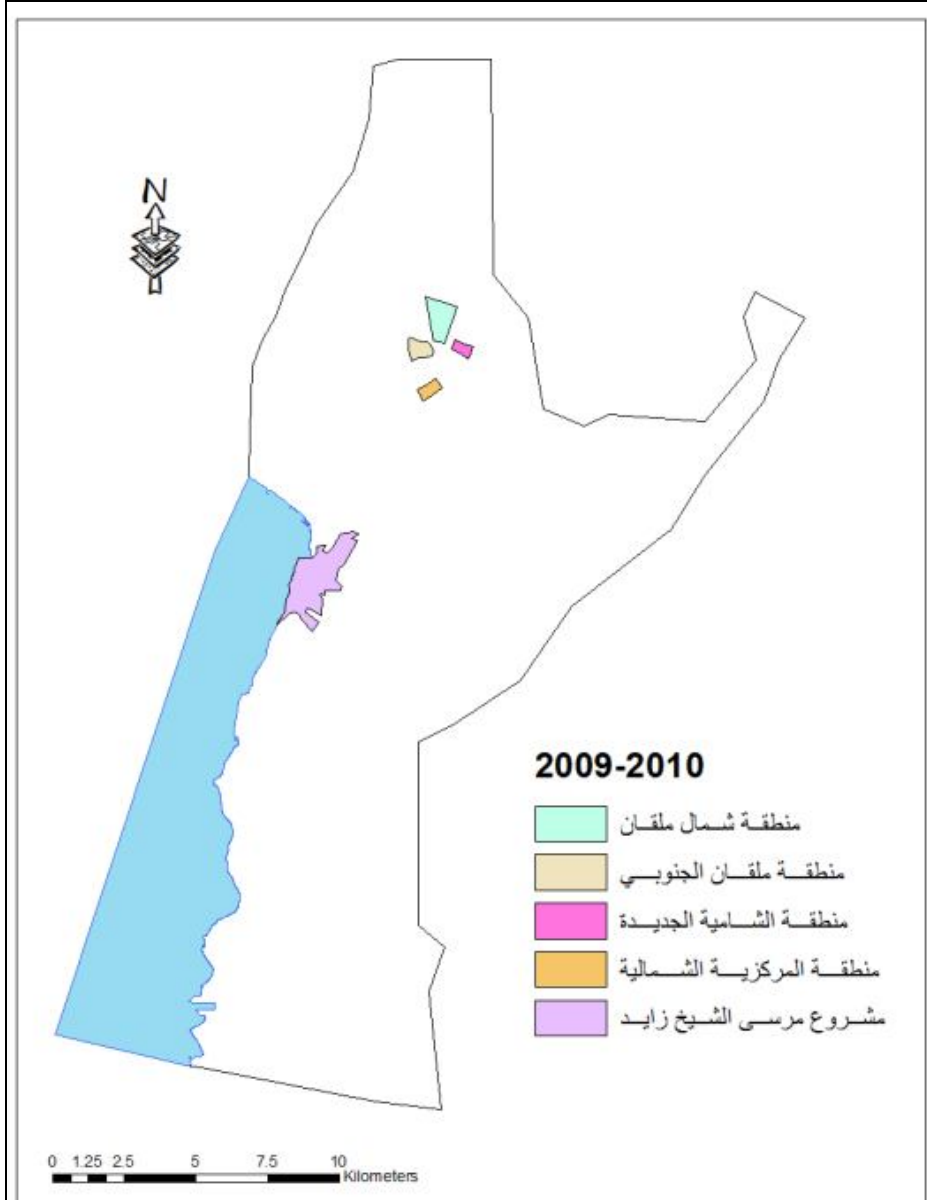 N
2009-2010
منطقة شمال ملقان
منطقة ملقان الجنوبي
منطقة الشامية الجديدة
منطقة المركزية الشمالية
مشروع مرسى الشيخ زايد
0 1.25 2.5 5 7.5 10
Kilometers